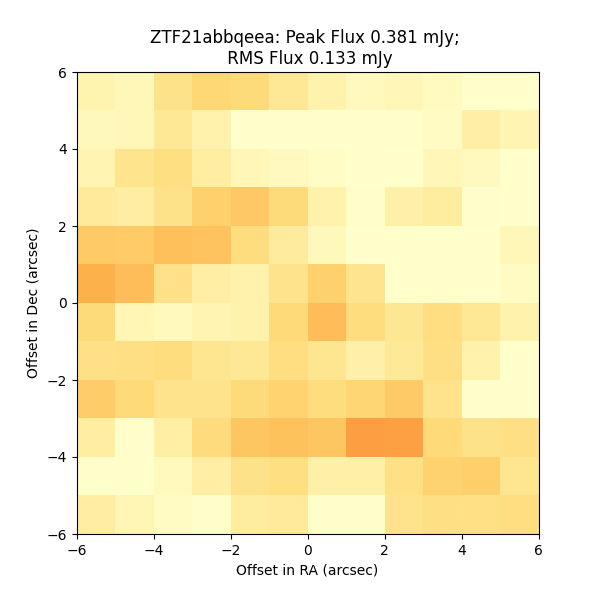 ZTF21abbqeea: Peak Flux 0.381 mJy;
RMS Flux 0.133 mJy
6
4
2
0
−2
−4
−6
Offset in Dec (arcsec)
−6 −4 −2 0 2 4 6
Offset in RA (arcsec)